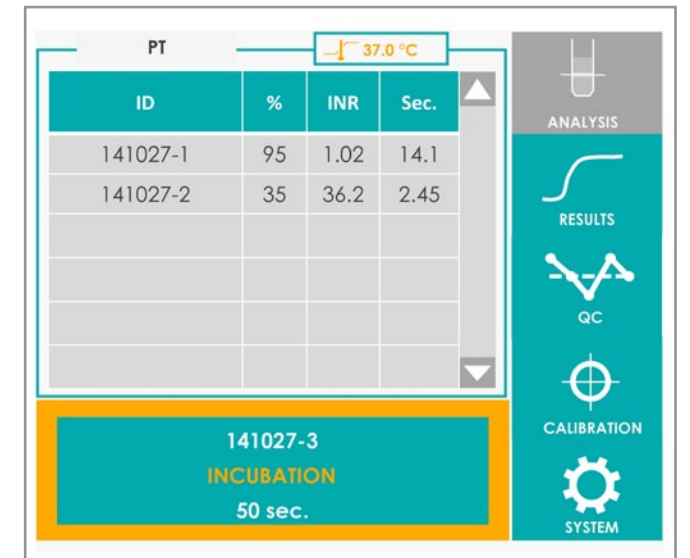 PT 37.0 °C
ID % INR Sec.
141027-1 95 1.02 14.1
141027-2 35 36.2 2.45
141027-3
INCUBATION
50 sec.
ANALYSIS
RESULTS
QC
CALIBRATION
SYSTEM